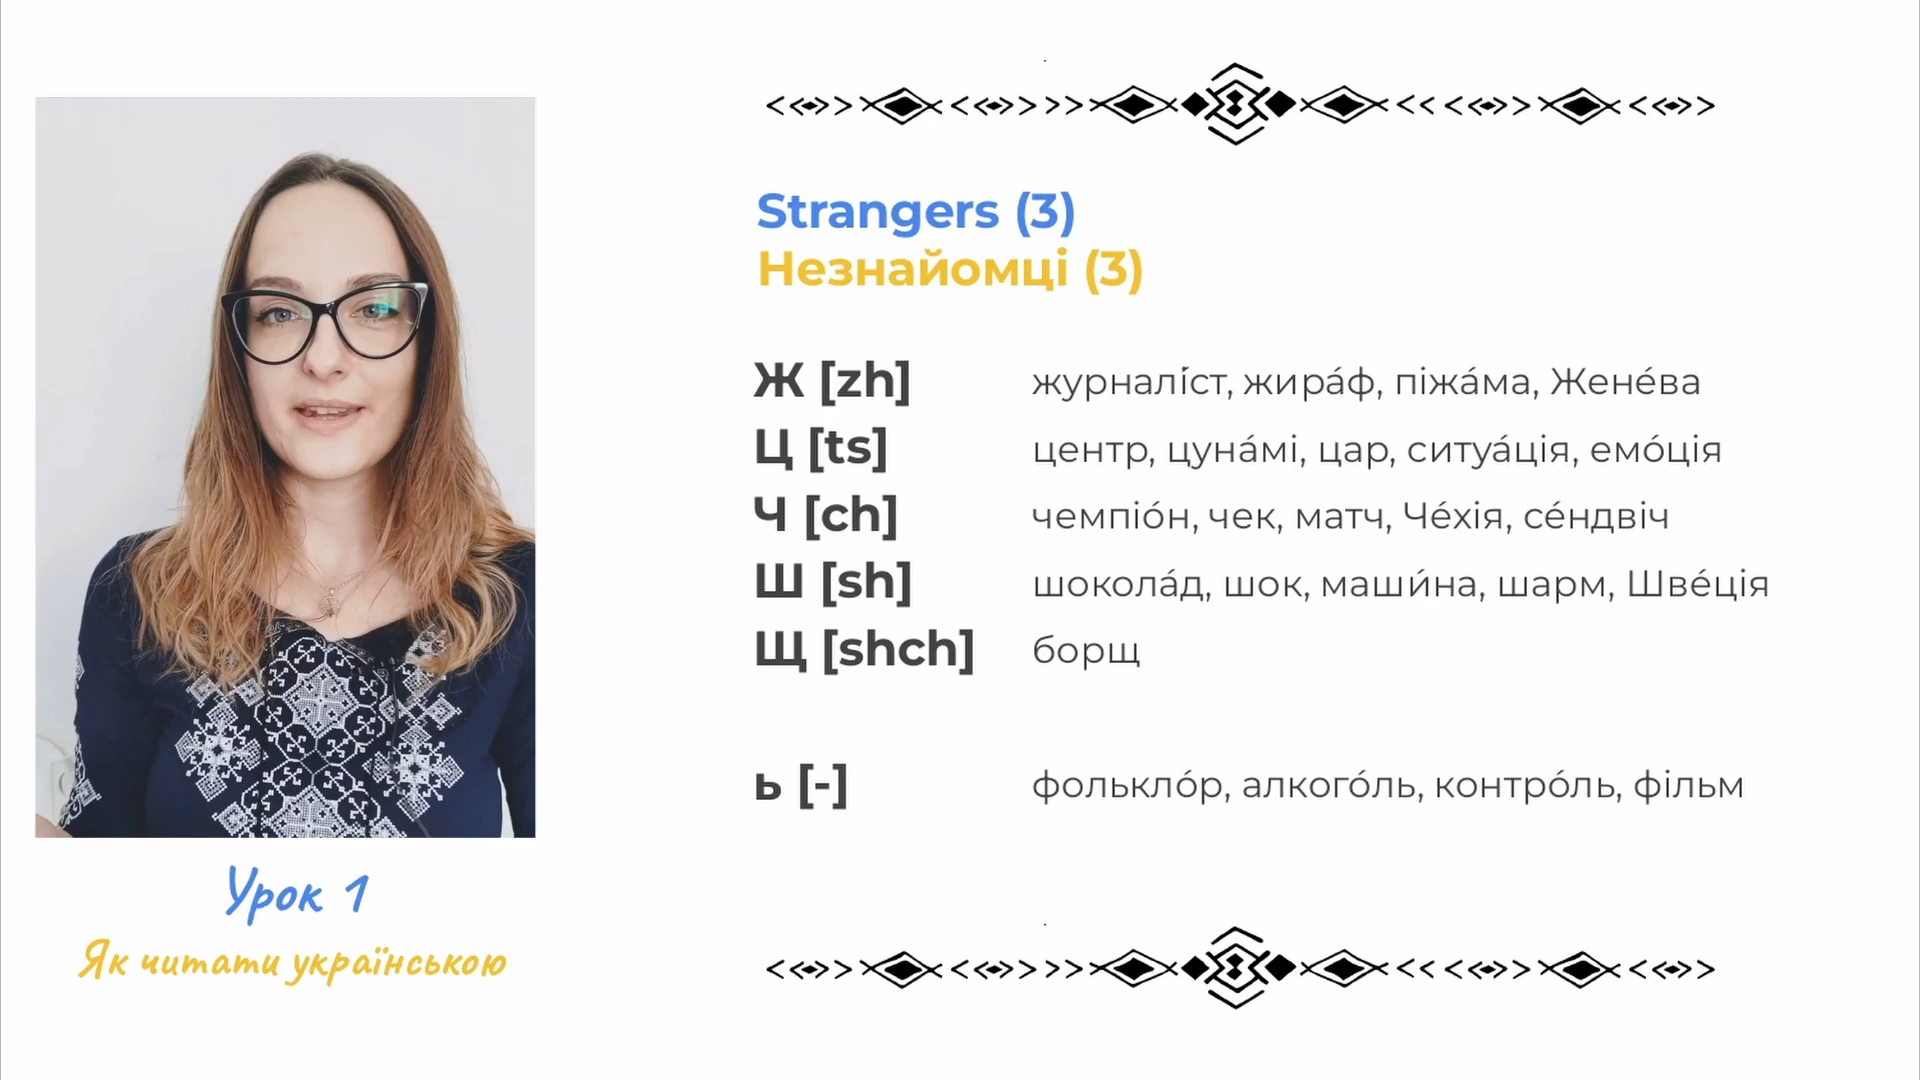 Strangers (3)
Незнайомці (3)
Ж [zh] журналі́ст, жира́ф, піжа́ма, Жене́ва
Ц [ts] центр, цуна́мі, цар, ситуа́ція, емо́ція
Ч [ch] чемпіо́н, чек, матч, Че́хія, се́ндвіч
Ш [sh] шокола́д, шок, маши́на, шарм, Шве́ція
Щ [shch] борщ
ь [-] фолькло́р, алкого́ль, контро́ль, фільм
Урок 1
Як читати українською